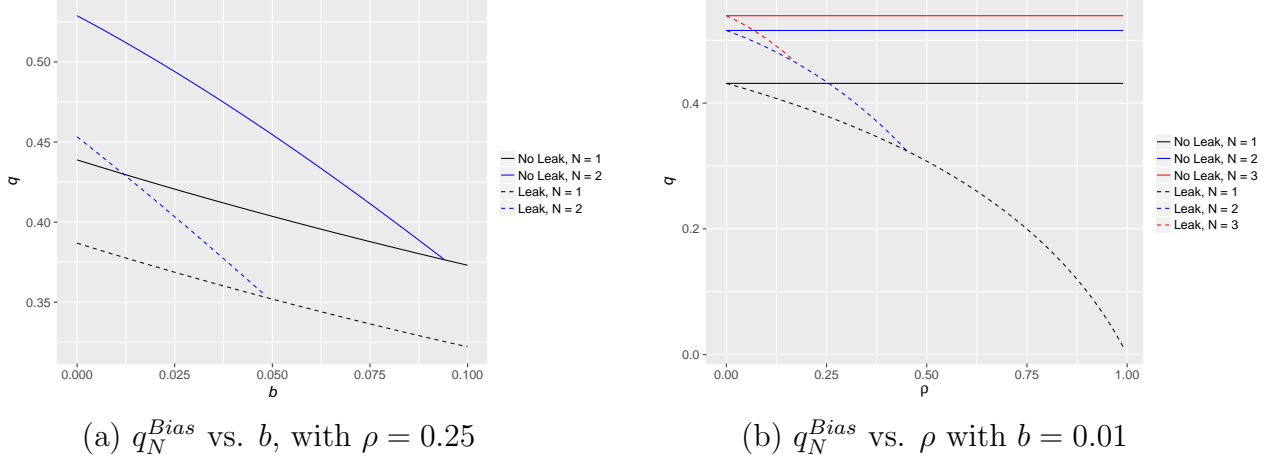 0.50
0.45
0.40
0.35
q
0.000
0.025
0.050
0.075
0.100
b
No Leak, N = 1
No Leak, N = 2
Leak, N = 1
Leak, N = 2
(a) q_N^{Bias} vs. b, with ρ = 0.25
0.4
0.2
0.0
q
0.00
0.25
0.50
0.75
1.00
ρ
No Leak, N = 1
No Leak, N = 2
No Leak, N = 3
Leak, N = 1
Leak, N = 2
Leak, N = 3
(b) q_N^{Bias} vs. ρ with b = 0.01